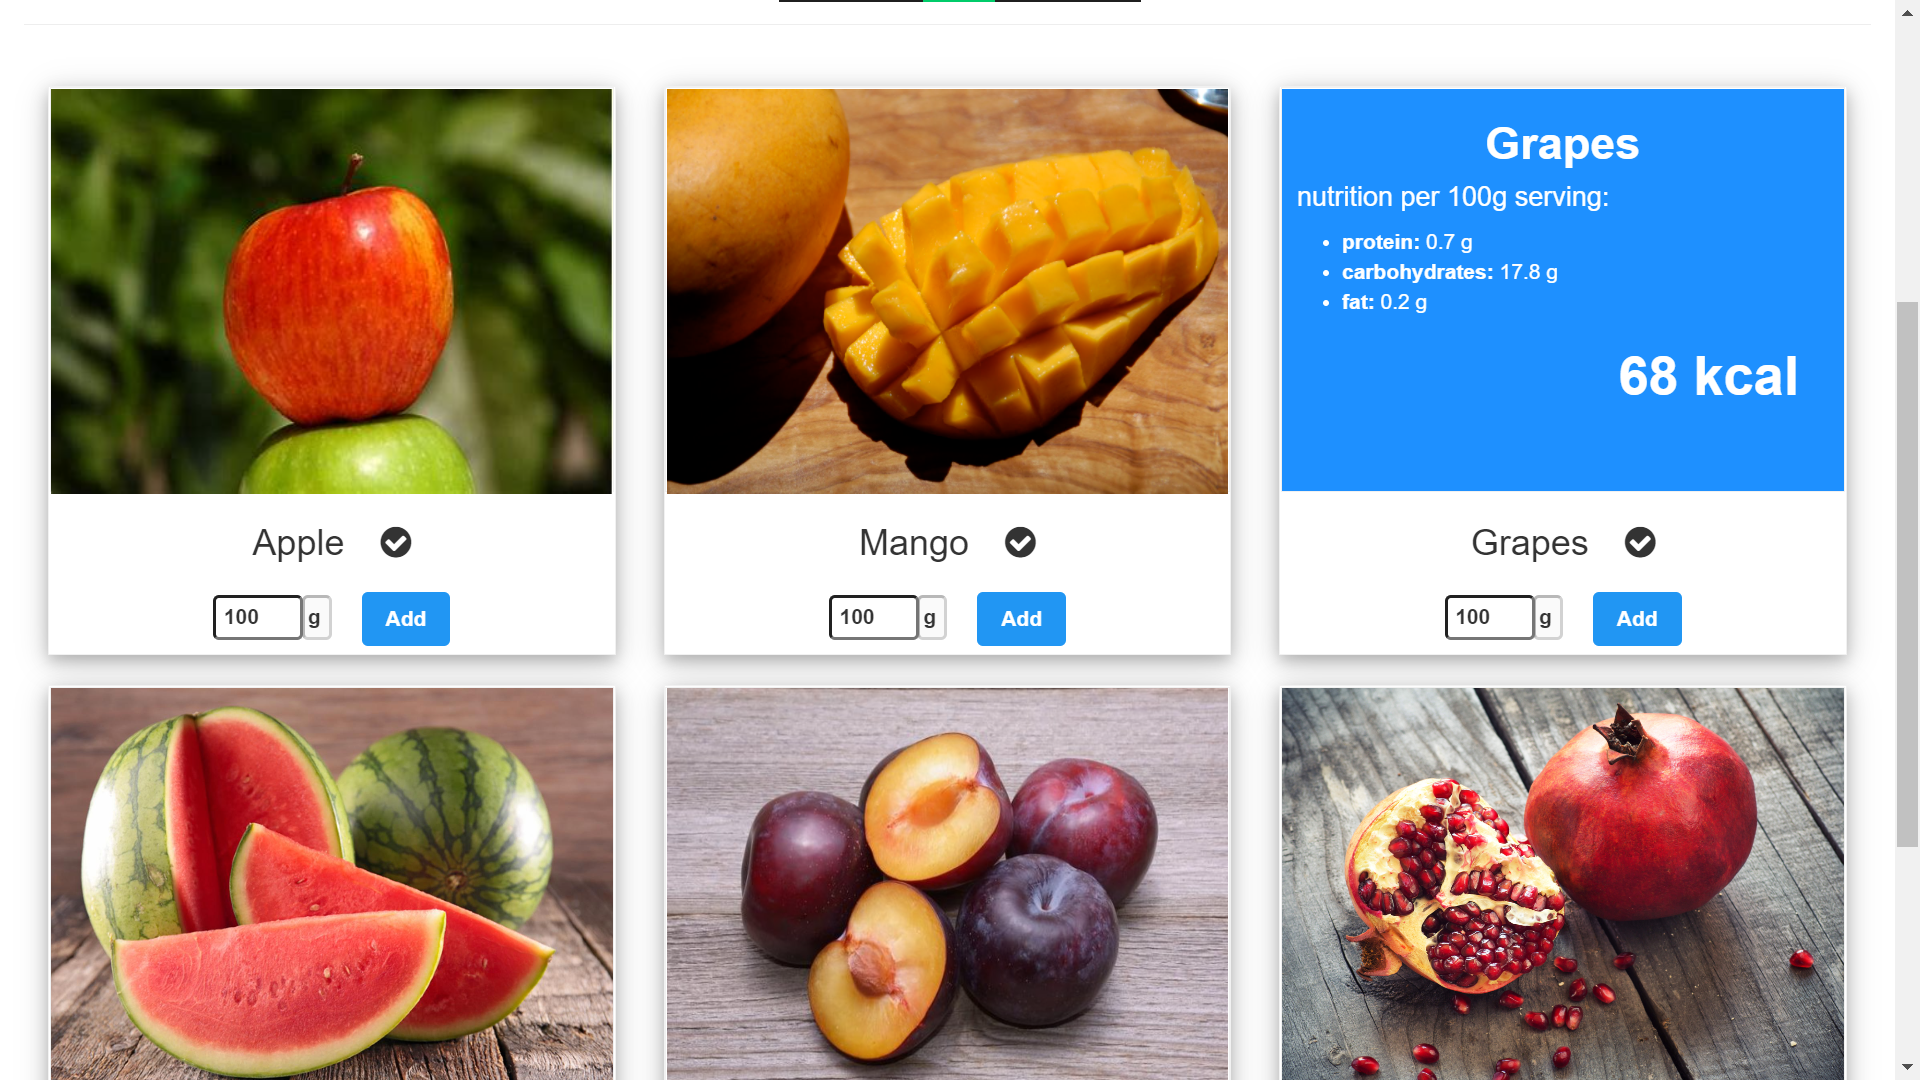 Grapes
nutrition per 100g serving:
protein: 0.7 g
carbohydrates: 17.8 g
fat: 0.2 g
68 kcal
Apple
Mango
Grapes
100 g Add
100 g Add
100 g Add